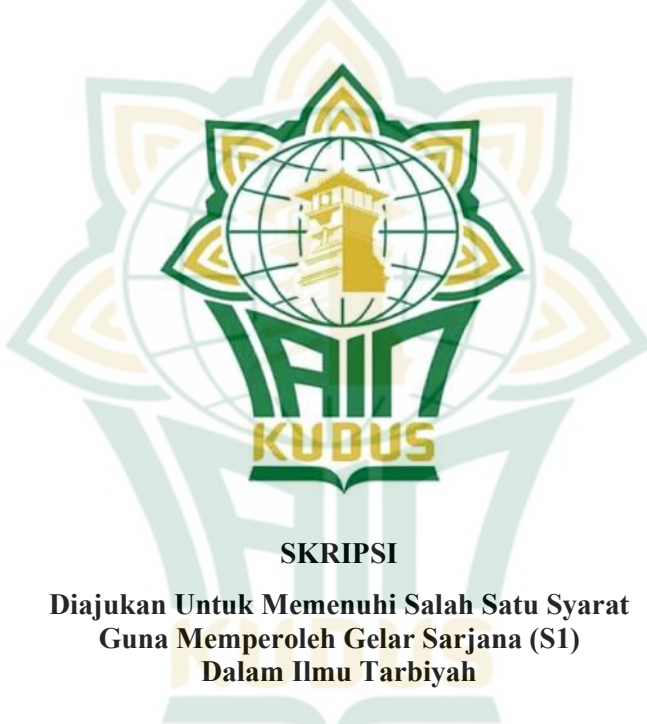 IAIN
KUDUS
SKRIPSI
Diajukan Untuk Memenuhi Salah Satu Syarat
Guna Memperoleh Gelar Sarjana (S1)
Dalam Ilmu Tarbiyah